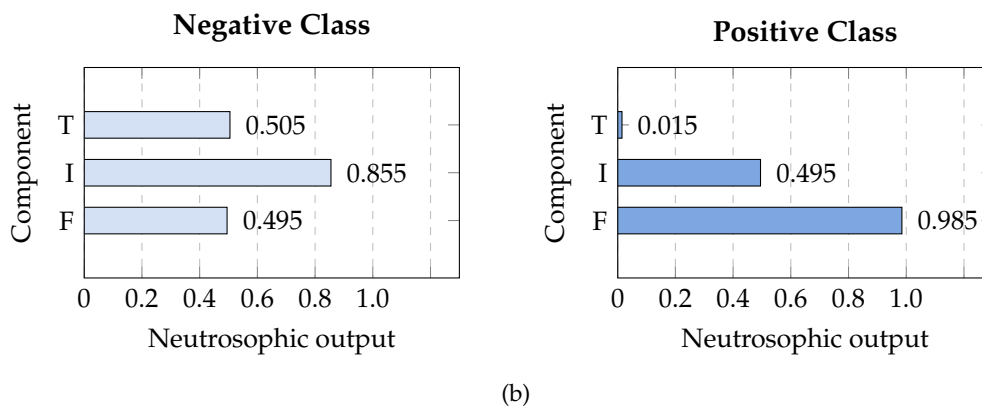 Negative Class
Component
T
0.505
I
0.855
F
0.495
0 0.2 0.4 0.6 0.8 1.0
Neutrosophic output
Positive Class
Component
T
0.015
I
0.495
F
0.985
0 0.2 0.4 0.6 0.8 1.0
Neutrosophic output
(b)